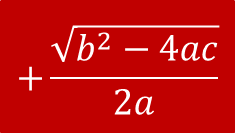 + √(b² − 4ac) / 2a